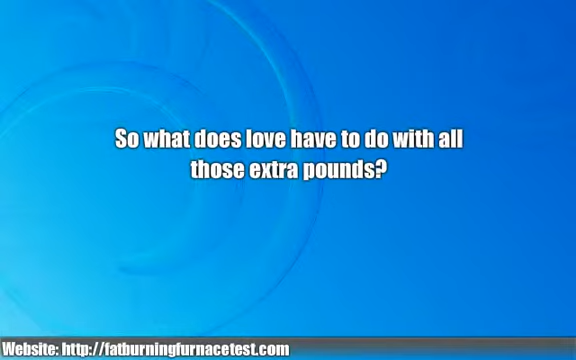 So what does love have to do with all
those extra pounds?
Website: http://fatburningfurnacetest.com